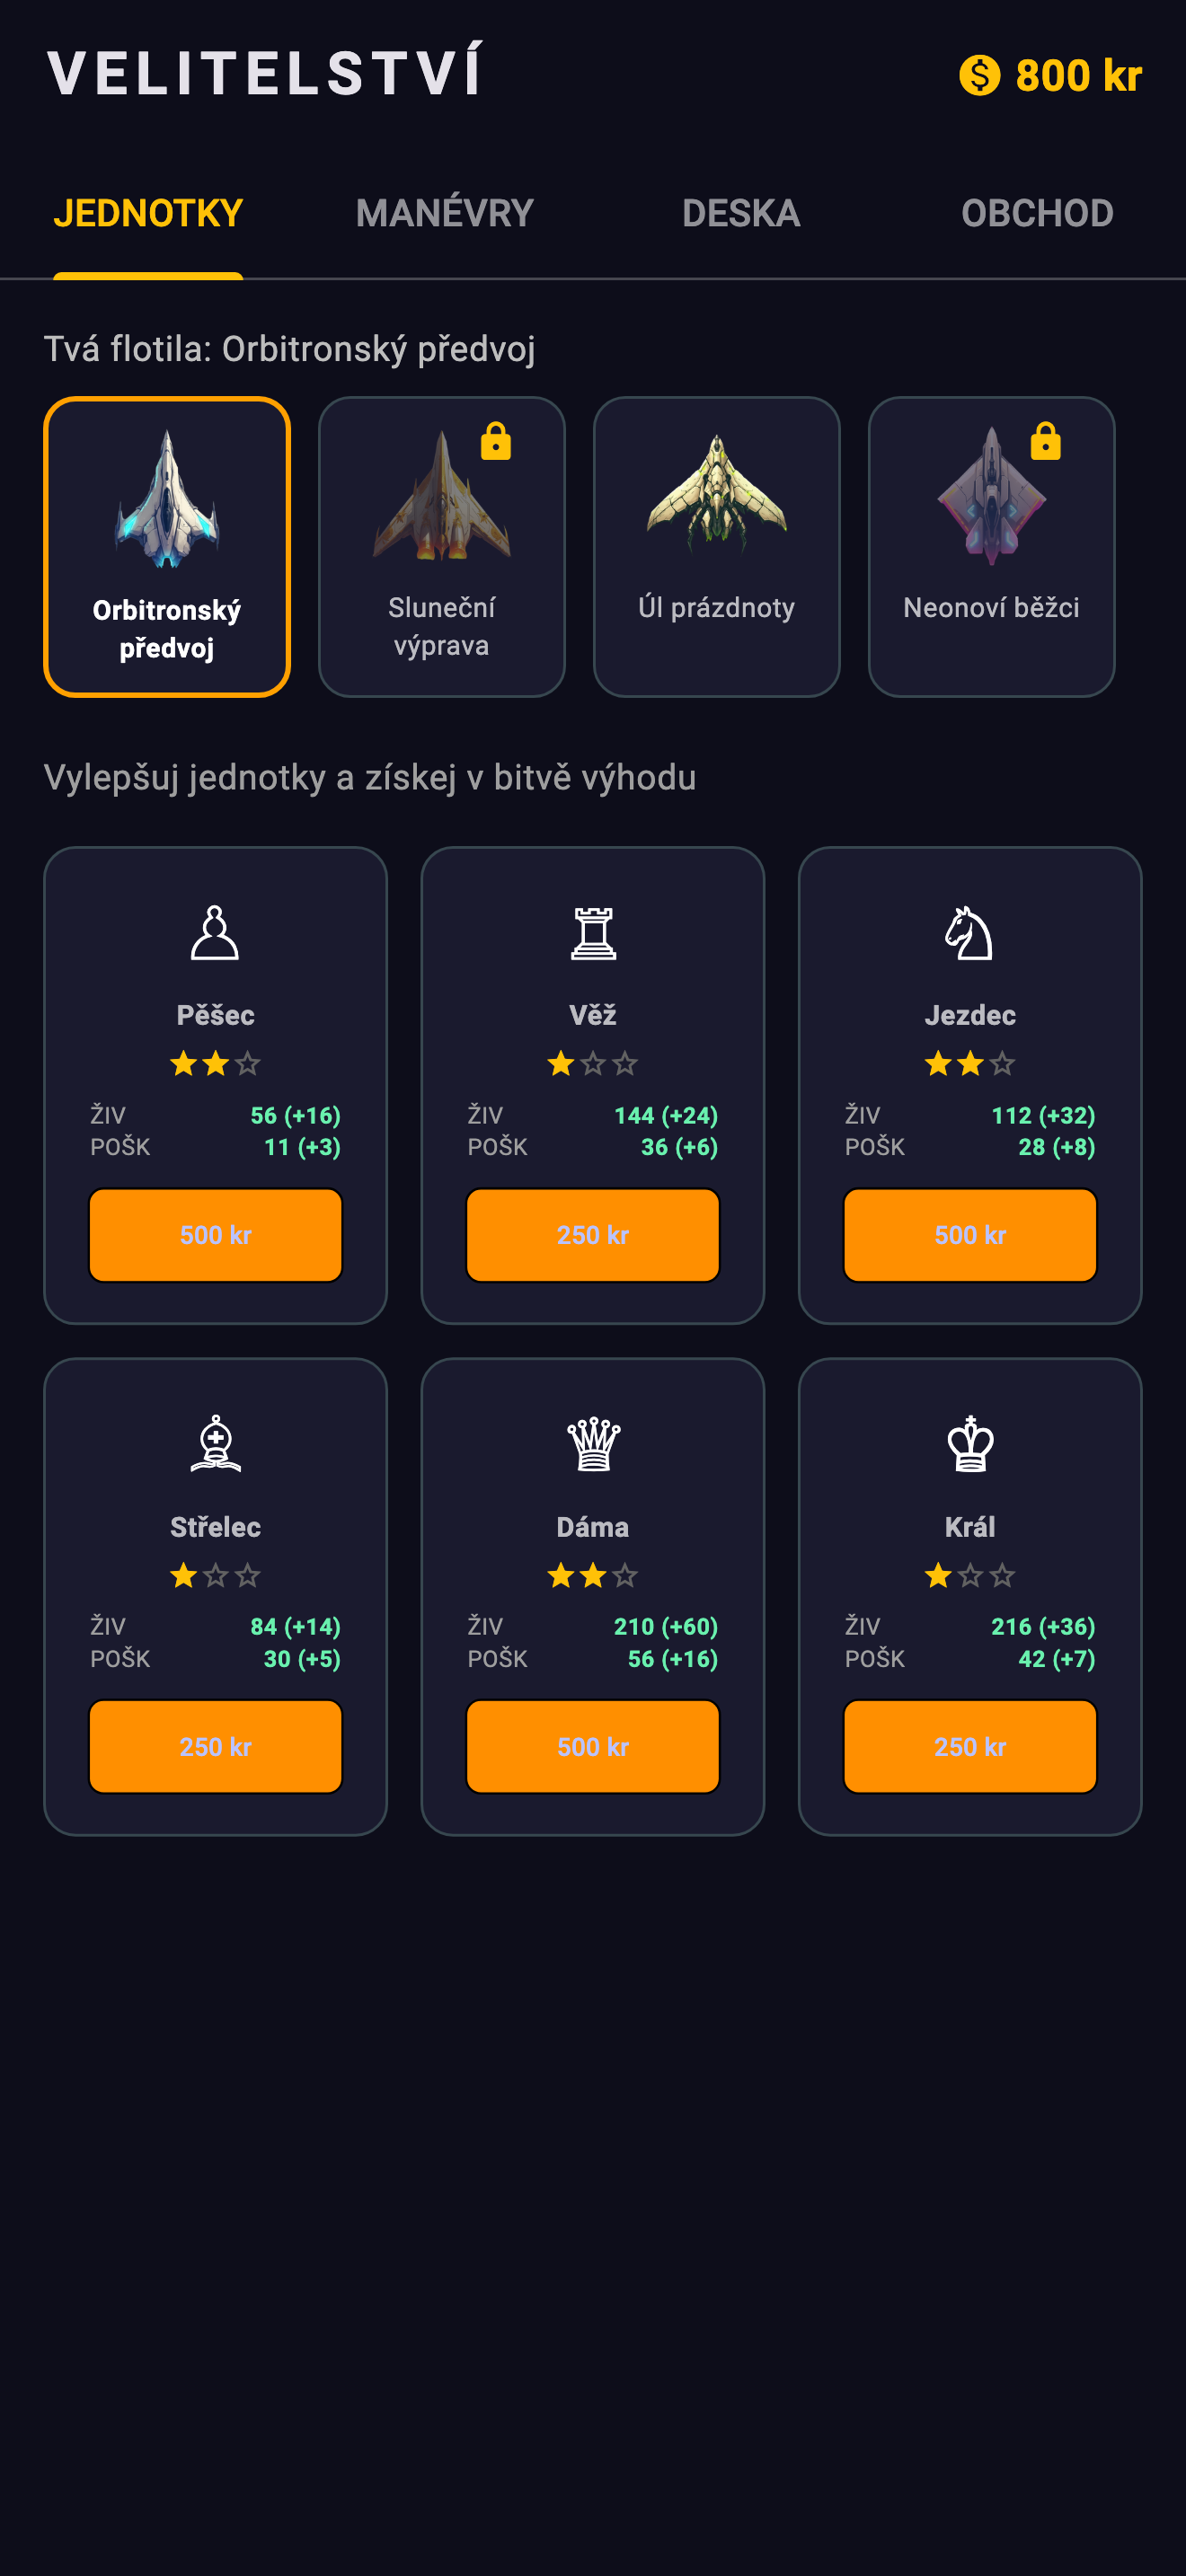 VELITELSTVÍ
800 kr
JEDNOTKY MANÉVRY DESKA OBCHOD
Tvá flotila: Orbitronský předvoj
Orbitronský
předvoj
Sluneční
výprava
Úl prázdnoty
Neonoví běžci
Vylepšuj jednotky a získej v bitvě výhodu
Pěšec
ŽIV 56 (+16)
POŠK 11 (+3)
500 kr
Věž
ŽIV 144 (+24)
POŠK 36 (+6)
250 kr
Jezdec
ŽIV 112 (+32)
POŠK 28 (+8)
500 kr
Střelec
ŽIV 84 (+14)
POŠK 30 (+5)
250 kr
Dáma
ŽIV 210 (+60)
POŠK 56 (+16)
500 kr
Král
ŽIV 216 (+36)
POŠK 42 (+7)
250 kr